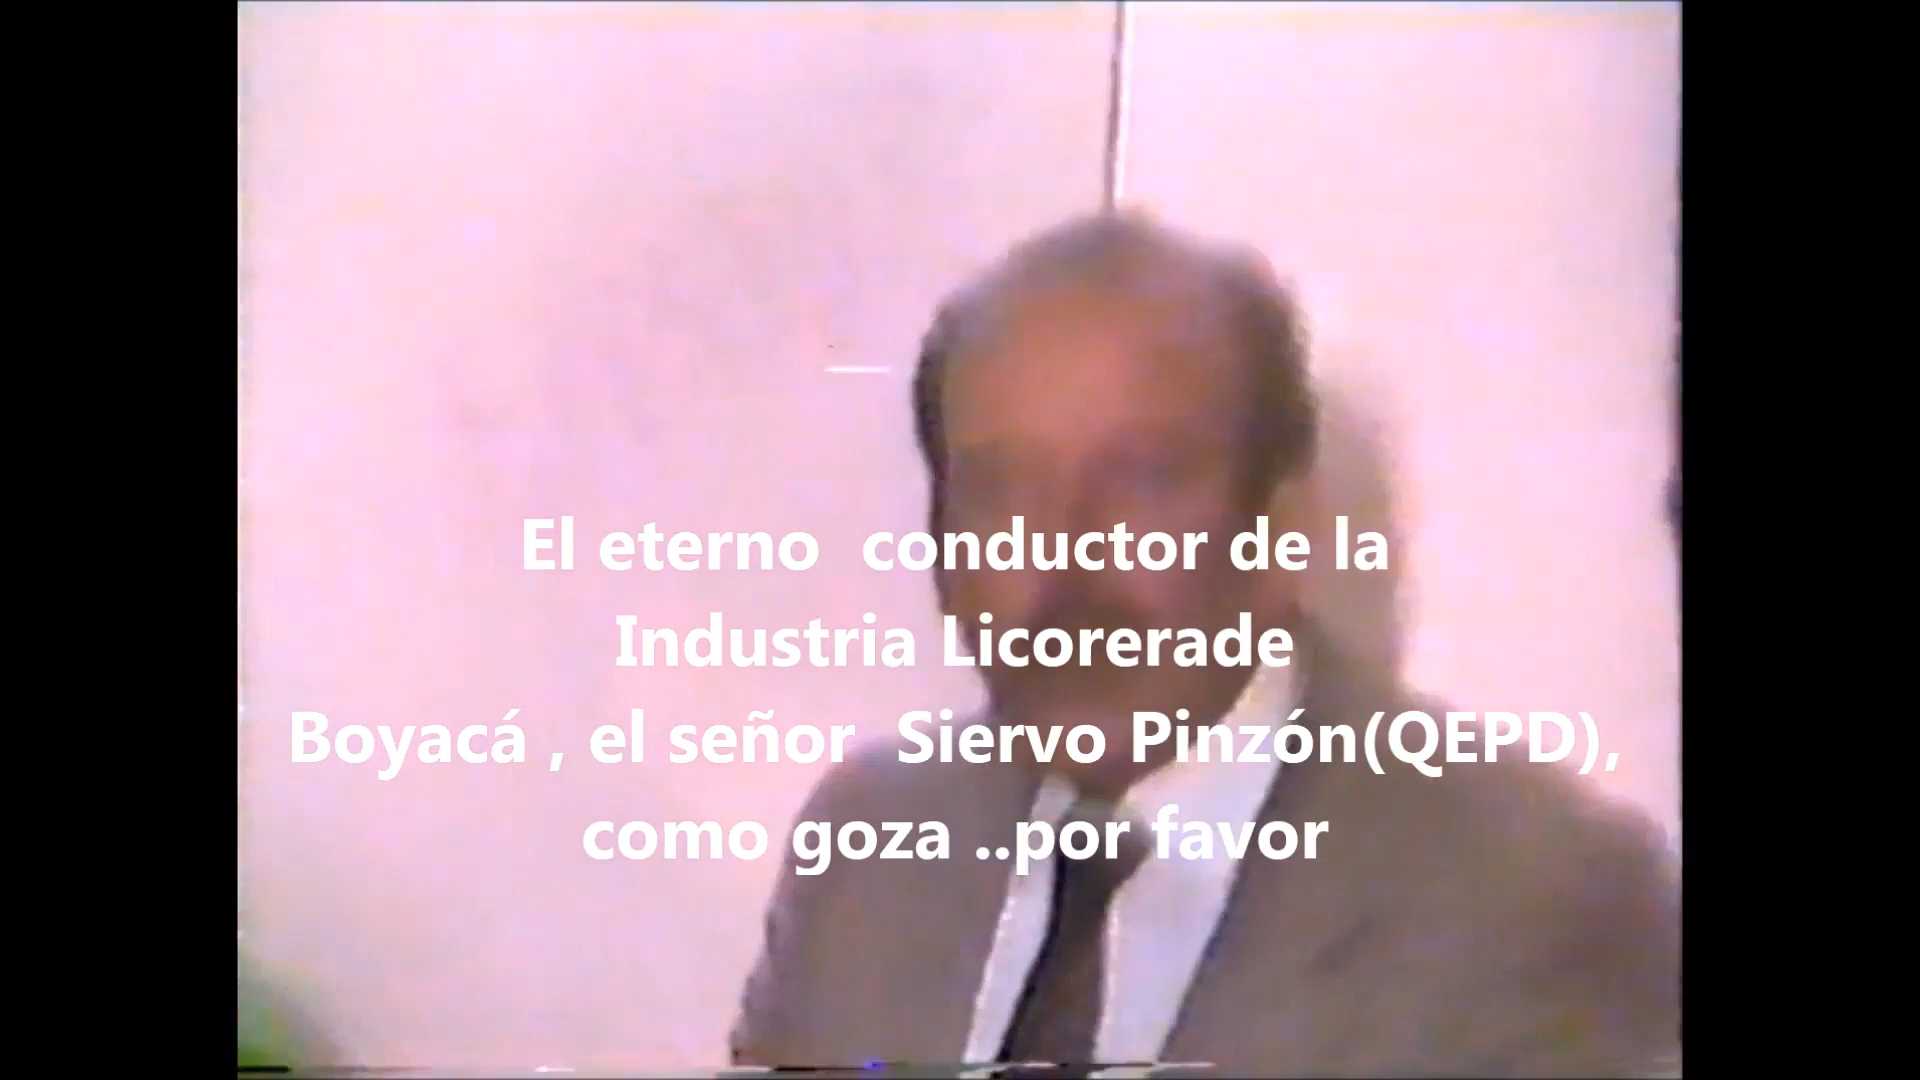 El eterno  conductor de la
Industria Licorerade
Boyacá , el señor  Siervo Pinzón(QEPD),
como goza ..por favor